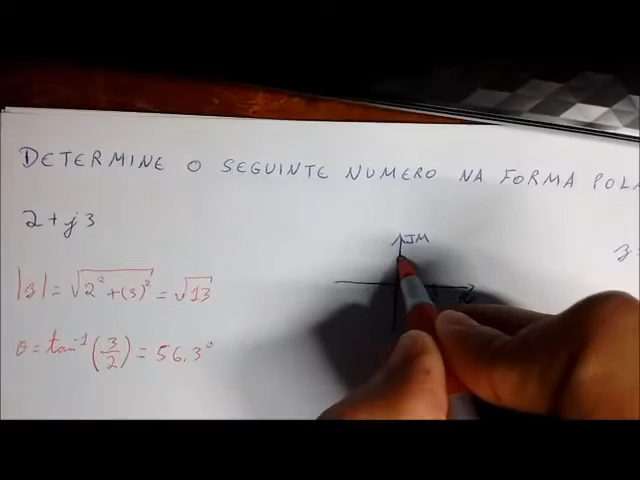 DETERMINE O SEGUINTE NUMERO NA FORMA POLA
2 + j3
|z| = √(2² + (3)²) = √13
θ = tan⁻¹(3/2) = 56,3°
IM
z =